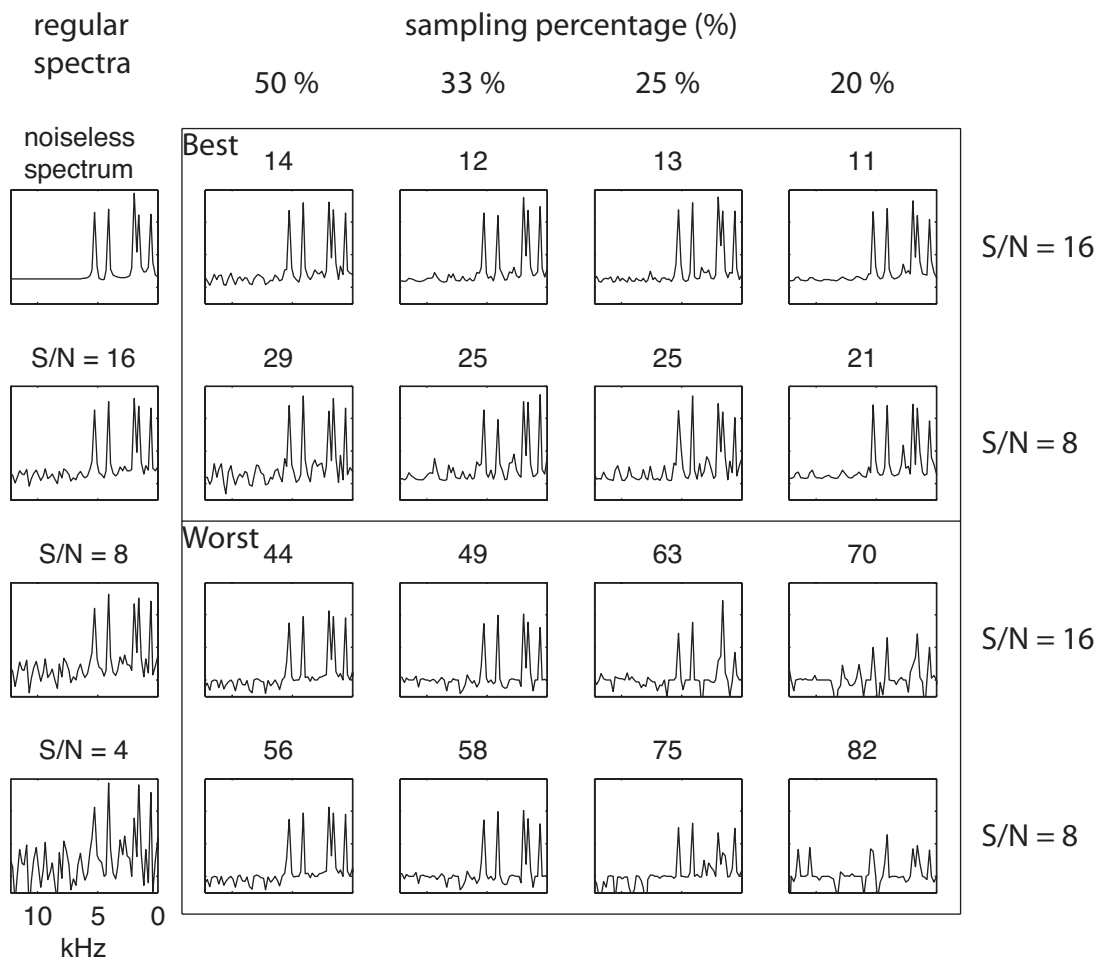 regular
spectra
sampling percentage (%)
50 %
33 %
25 %
20 %
noiseless
spectrum
Best
14
12
13
11
S/N = 16
S/N = 16
29
25
25
21
S/N = 8
S/N = 8
Worst
44
49
63
70
S/N = 16
S/N = 4
56
58
75
82
S/N = 8
10
5
0
kHz